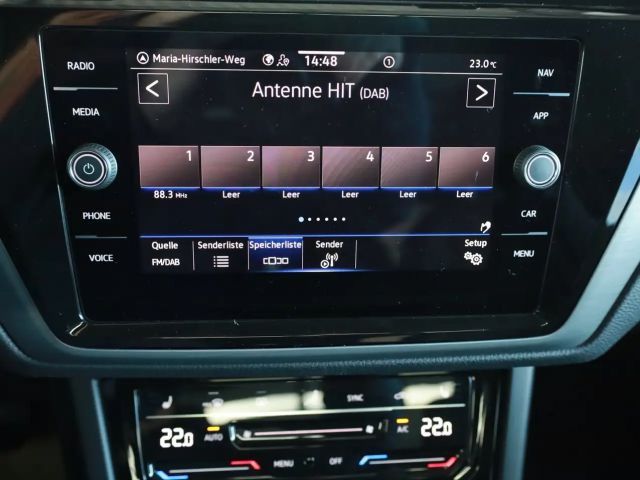 RADIO
MEDIA
PHONE
VOICE
Maria-Hirschler-Weg 14:48 1 23.0 °C
< Antenne HIT (DAB) >
1 2 3 4 5 6
88.3 MHz Leer Leer Leer Leer Leer
Quelle Senderliste Speicherliste Sender Setup
FM/DAB
NAV
APP
CAR
MENU
SYNC
22.0 AUTO A/C 22.0
MENU OFF